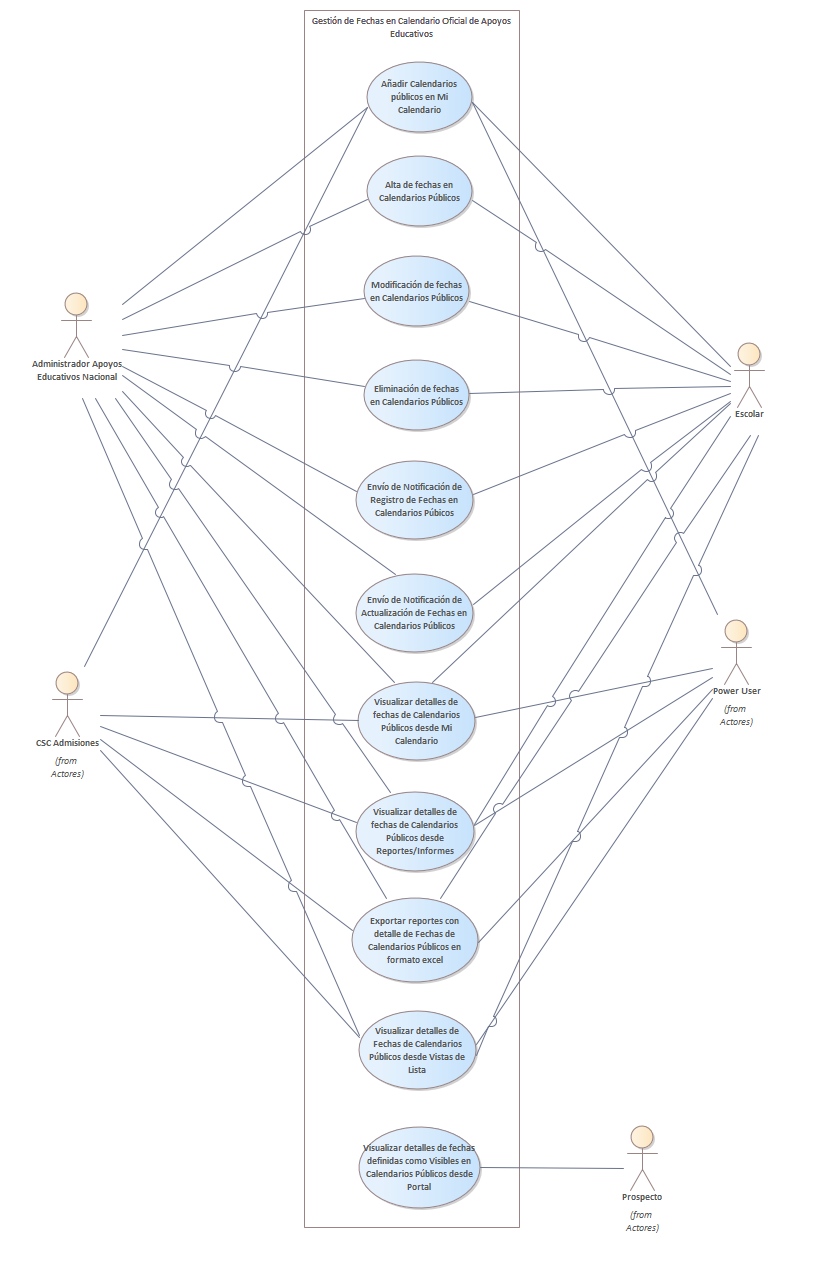 Gestión de Fechas en Calendario Oficial de Apoyos
Educativos
Añadir Calendarios
públicos en Mi
Calendario
Alta de fechas en
Calendarios Públicos
Modificación de fechas
en Calendarios Públicos
Administrador Apoyos
Educativos Nacional
Eliminación de fechas
en Calendarios Públicos
Escolar
Envío de Notificación de
Registro de Fechas en
Calendarios Púbicos
Envío de Notificación de
Actualización de Fechas en
Calendarios Públicos
Visualizar detalles de
fechas de Calendarios
Públicos desde Mi
Calendario
CSC Admisiones
(from
Actores)
Power User
(from
Actores)
Visualizar detalles de
fechas de Calendarios
Públicos desde
Reportes/Informes
Exportar reportes con
detalle de Fechas de
Calendarios Públicos en
formato excel
Visualizar detalles de
Fechas de Calendarios
Públicos desde Vistas de
Lista
Visualizar detalles de fechas
definidas como Visibles en
Calendarios Públicos desde
Portal
Prospecto
(from
Actores)